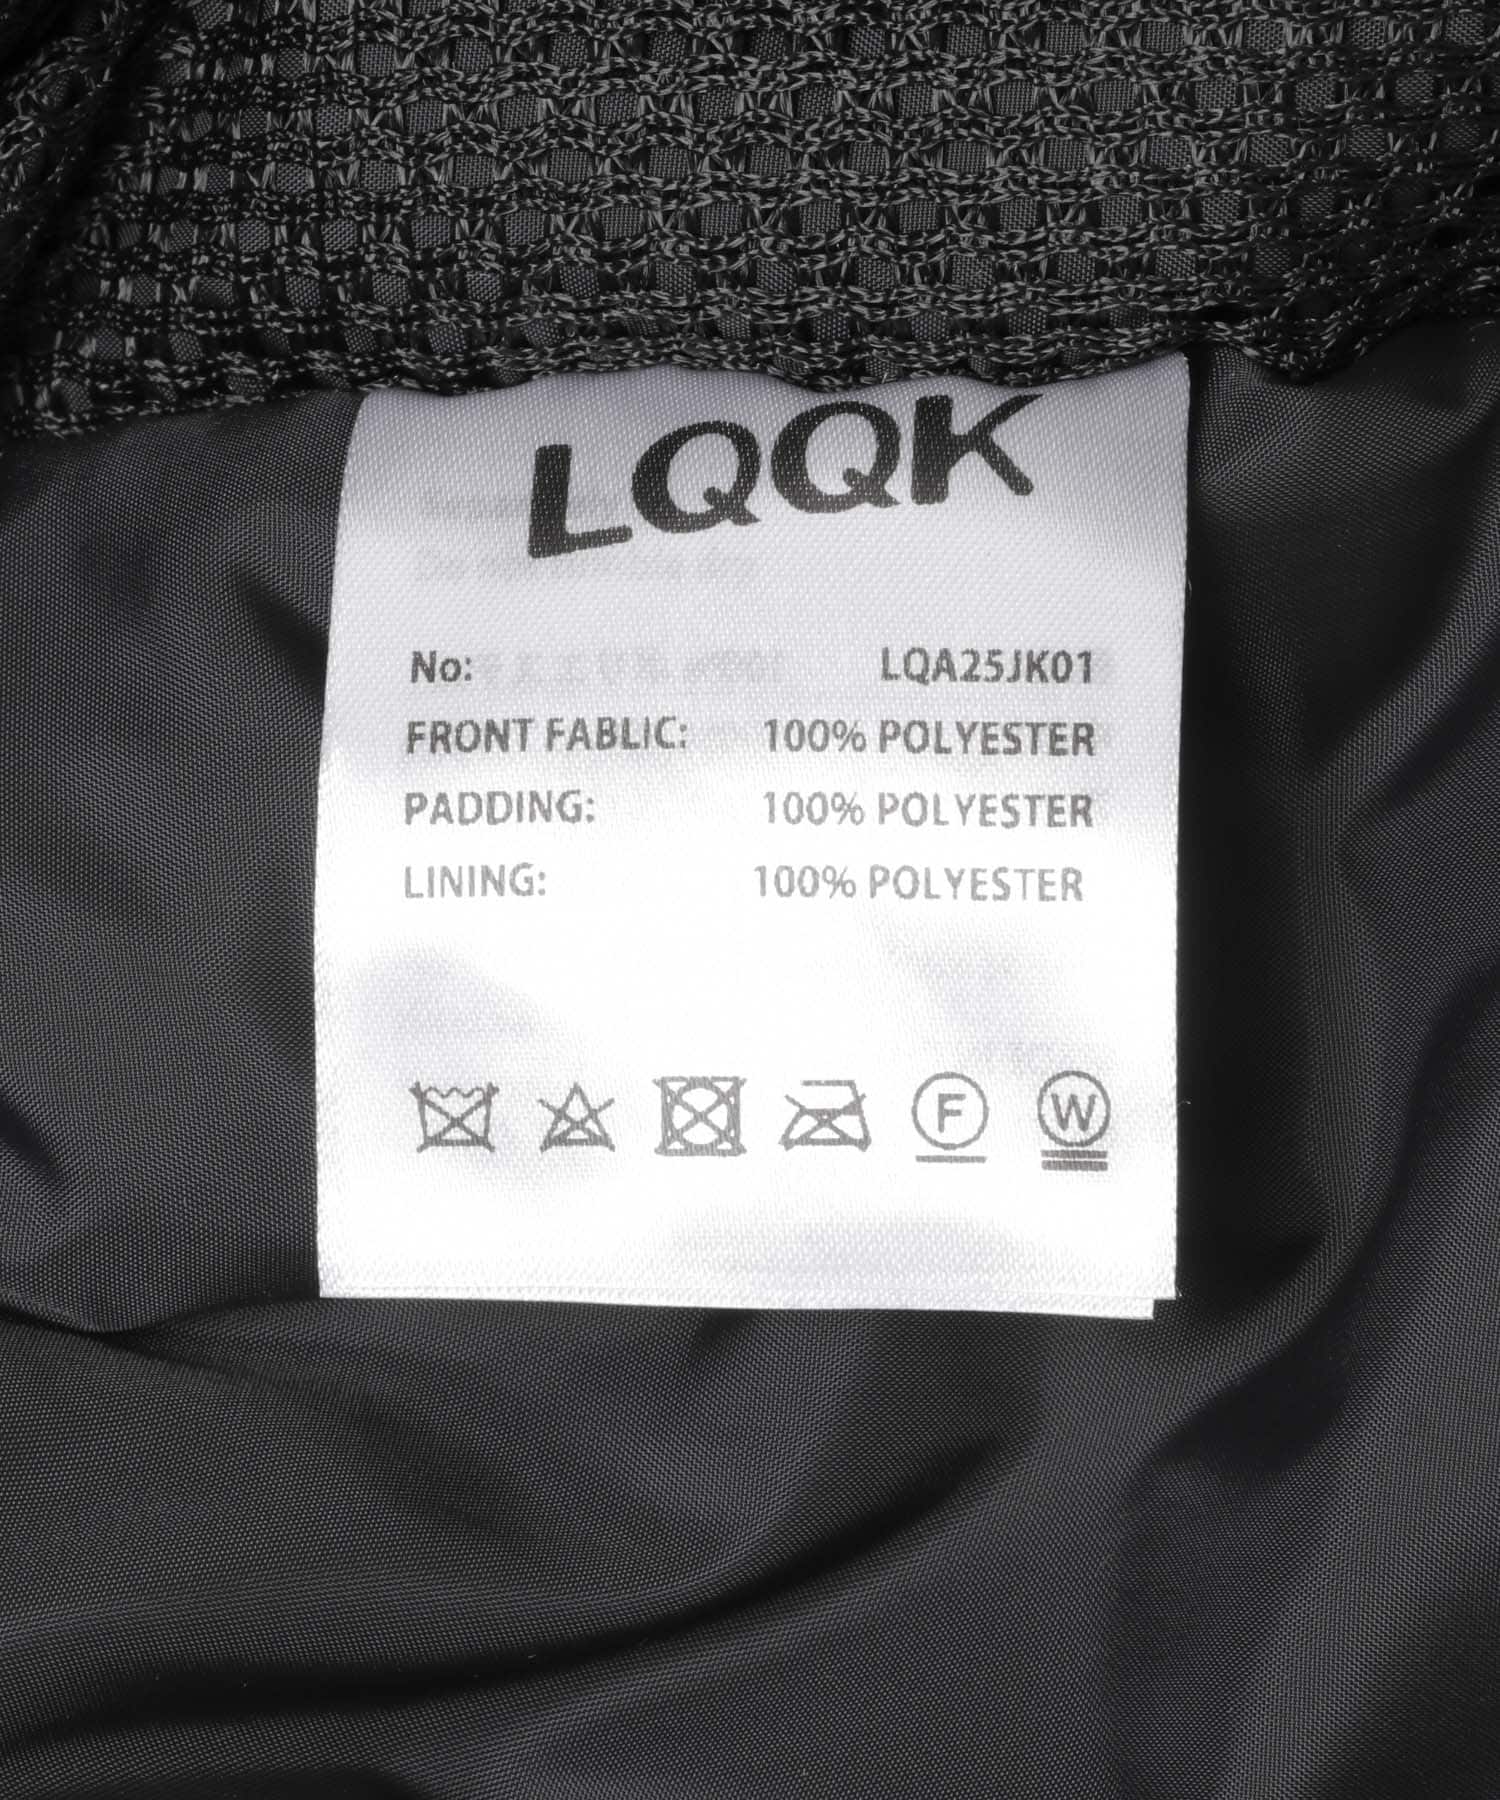 LQQK
No: LQA25JK01
FRONT FABLIC: 100% POLYESTER
PADDING: 100% POLYESTER
LINING: 100% POLYESTER
F W